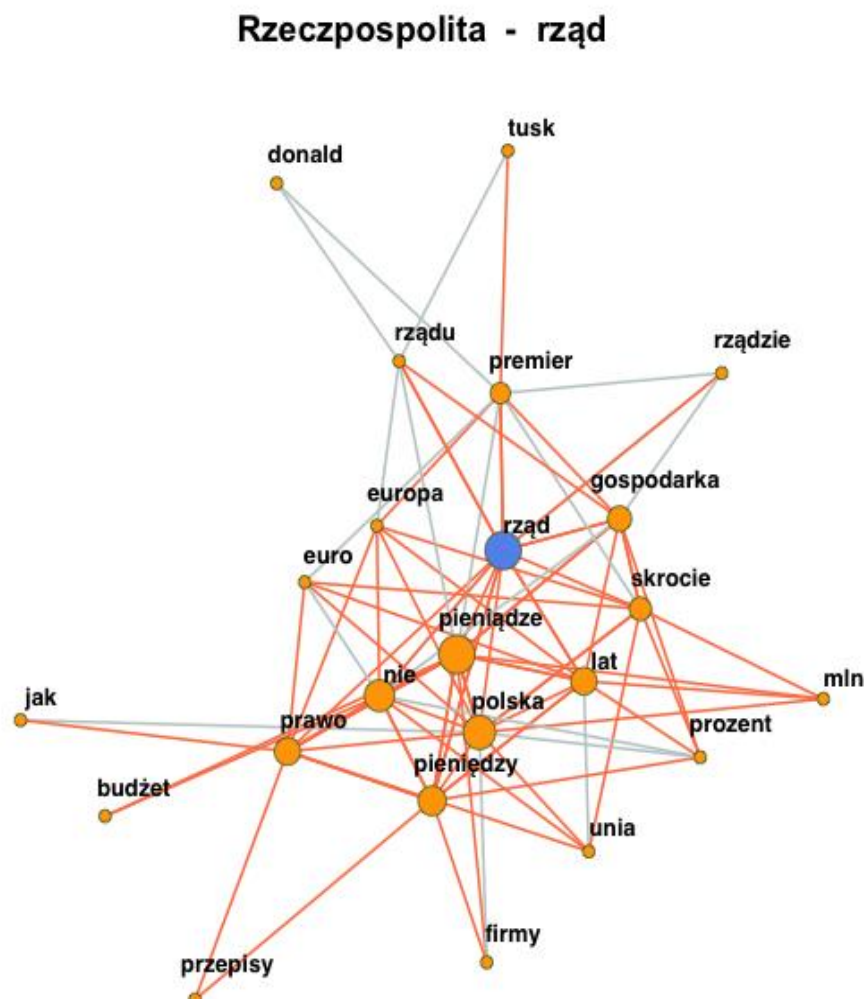 Rzeczpospolita - rząd
tusk
donald
rządu
premier
rządzie
gospodarka
europa
rząd
euro
skrocie
pieniądze
nie
lat
mln
polska
jak
prawo
prozent
pieniędzy
budżet
unia
firmy
przepisy